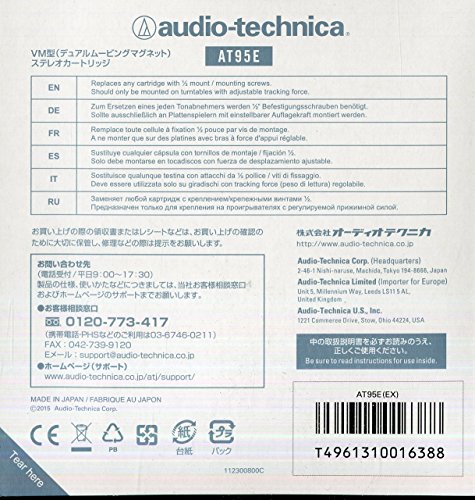 audio-technica®
VM型(デュアルムービングマグネット)
ステレオカートリッジ
AT95E
EN
Replaces any cartridge with ½ mount / mounting screws.
Should only be mounted on turntables with adjustable tracking force.
DE
Zum Ersetzen eines jeden Tonabnehmers werden ½" Befestigungsschrauben benötigt.
Sollte ausschließlich an Plattenspielern mit einstellbarer Auflagekraft montiert werden.
FR
Remplace toute cellule à fixation ½ pouce par vis de montage.
A ne monter que sur des platines avec bras à force d'appui réglable.
ES
Sustituye cualquier cápsula con tornillos de montaje / fijación ½.
Solo debe montarse en tocadiscos con fuerza de desplazamiento ajustable.
IT
Sostituisce qualunque testina con attacchi da ½ pollice / viti di fissaggio.
Deve essere utilizzata solo su giradischi con tracking force (peso di lettura) regolabile.
RU
Заменяет любой картридж с креплением/крепежными винтами ½.
Предназначен только для крепления на проигрывателях с регулируемой прижимной силой.
お買い上げの際の領収書またはレシートなどは、お買い上げの確認の
ために大切に保管し、修理などの際は提示をお願いします。
お問い合わせ先
(電話受付/平日9:00~17:30)
製品の仕様、使いかたなどにつきましては、当社窓口
およびホームページのサポートまでお願いします。
●お客様相談窓口
0120-773-417
(携帯電話・PHSなどのご利用は03-6746-0211)
FAX:042-739-9120
Eメール:support@audio-technica.co.jp
●ホームページ(サポート)
www.audio-technica.co.jp/atj/support/
株式会社オーディオテクニカ
http://www.audio-technica.co.jp
Audio-Technica Corp. (Headquarters)
2-46-1 Nishi-naruse, Machida, Tokyo 194-8666, Japan
Audio-Technica Limited (Importer for Europe)
Unit 5, Millennium Way, Leeds LS11 5AL,
United Kingdom
Audio-Technica U.S., Inc.
1221 Commerce Drive, Stow, Ohio 44224, U.S.A.
中の取扱説明書を必ずお読みのうえ、
正しくご使用ください。
Be sure to read instructions for use inside.
MADE IN JAPAN / FABRIQUÉ AU JAPON
©2015 Audio-Technica Corp.
CE
PB
紙
台紙
プラ
パック
112300800C
Tear here
AT95E(EX)
T4961310016388